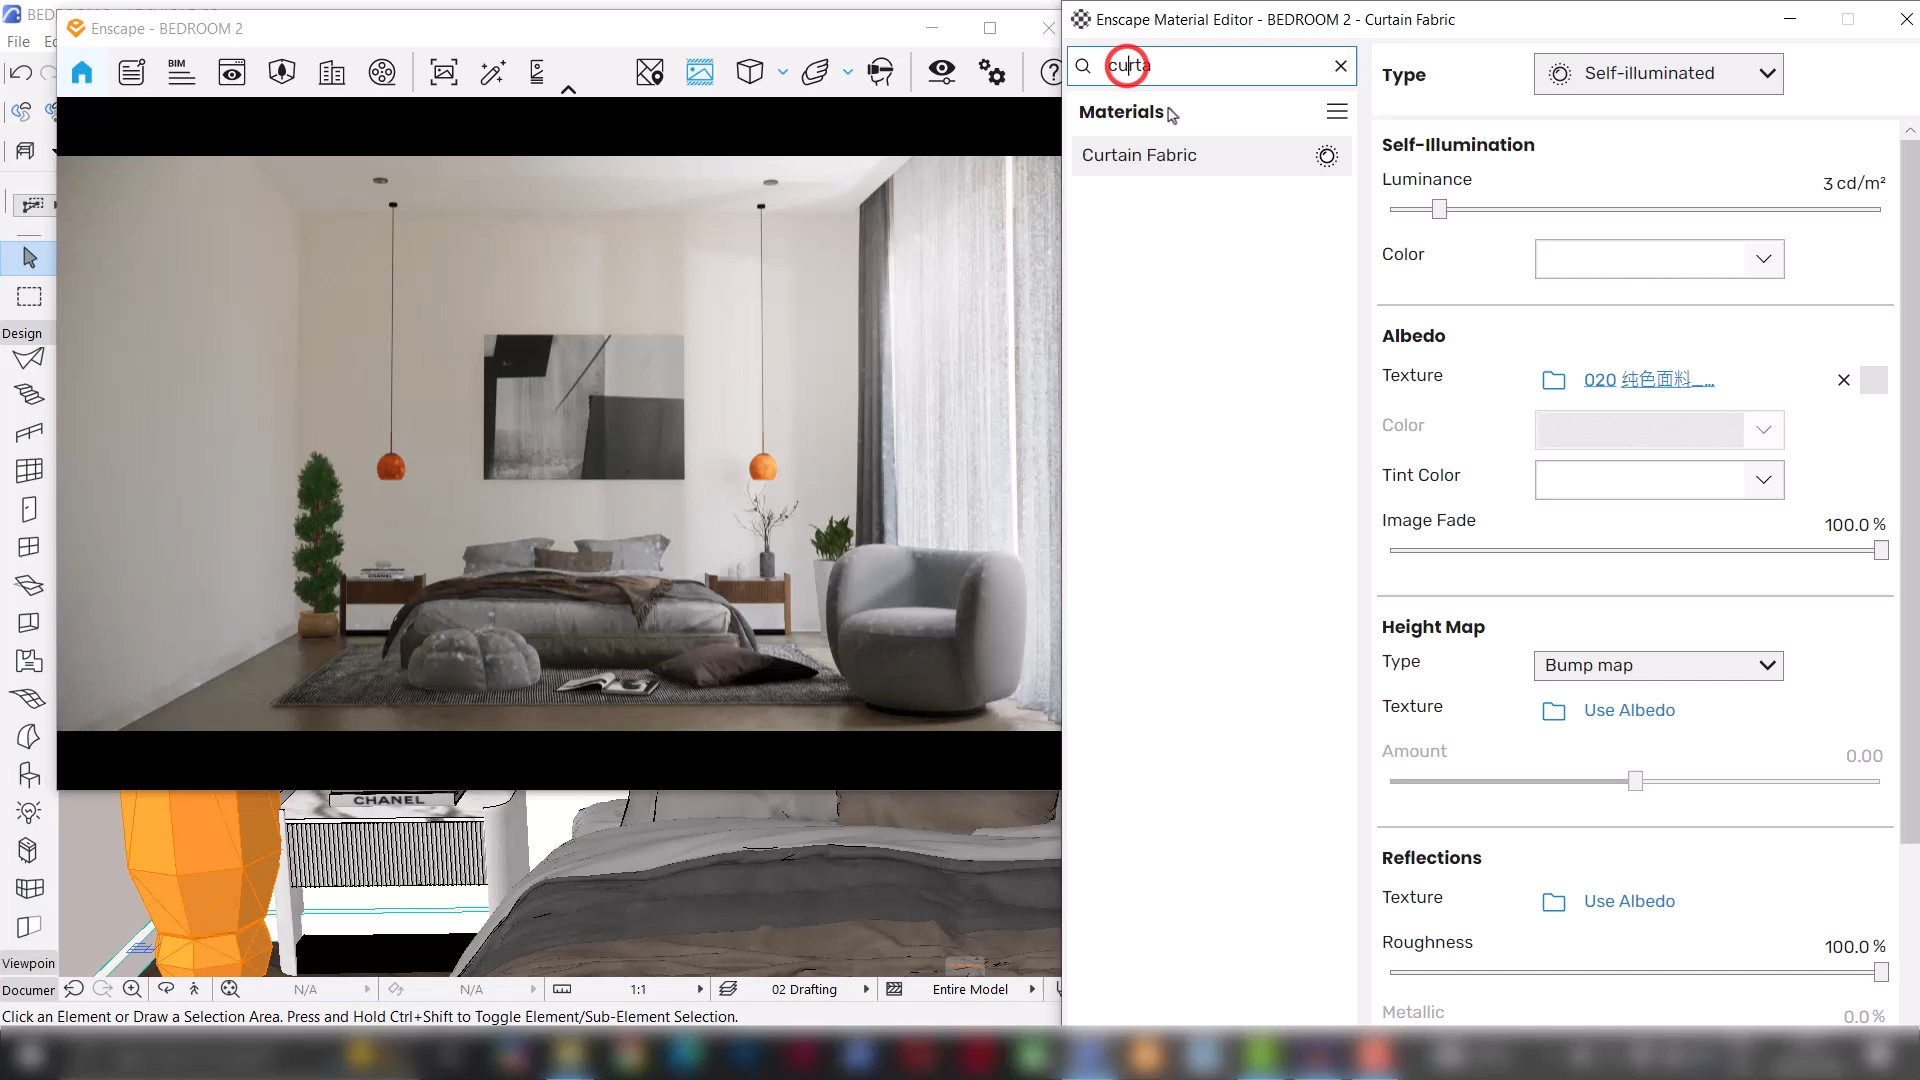 BEDRO
File
Ec
Enscape - BEDROOM 2
BIM
Design
Viewpoin
Documer
CHANEL
CHANEL
N/A
N/A
1:1
02 Drafting
Entire Model
Click an Element or Draw a Selection Area. Press and Hold Ctrl+Shift to Toggle Element/Sub-Element Selection.
Enscape Material Editor - BEDROOM 2 - Curtain Fabric
curta
Materials
Curtain Fabric
Type
Self-illuminated
Self-Illumination
Luminance
3 cd/m²
Color
Albedo
Texture
020 纯色面料_...
Color
Tint Color
Image Fade
100.0 %
Height Map
Type
Bump map
Texture
Use Albedo
Amount
0.00
Reflections
Texture
Use Albedo
Roughness
100.0 %
Metallic
0.0 %